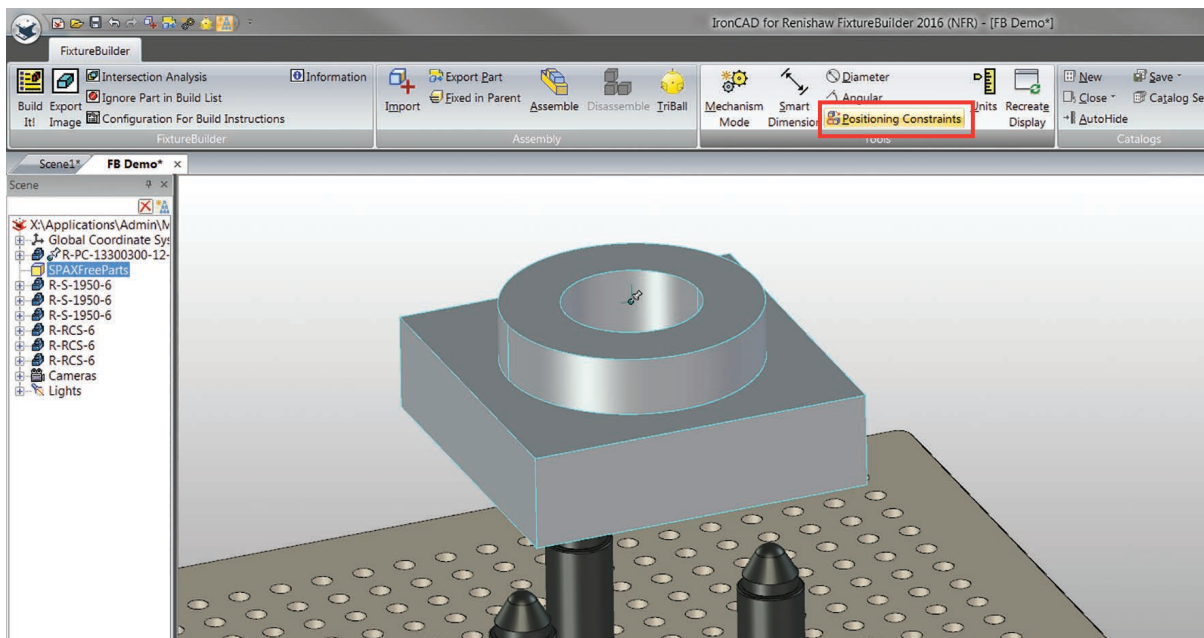 IronCAD for Renishaw FixtureBuilder 2016 (NFR) - [FB Demo*]
FixtureBuilder
Build It!
Export Image
Intersection Analysis
Ignore Part in Build List
Configuration For Build Instructions
Information
FixtureBuilder
Import
Export Part
Fixed in Parent
Assemble
Disassemble
TriBall
Assembly
Mechanism Mode
Smart Dimension
Diameter
Angular
Positioning Constraints
Units
Recreate Display
Tools
New
Close
AutoHide
Save
Catalog Se
Catalogs
Scene1*
FB Demo*
Scene
X:\Applications\Admin\M
Global Coordinate Sy
R-PC-13300300-12-
SPAXFreeParts
R-S-1950-6
R-S-1950-6
R-S-1950-6
R-RCS-6
R-RCS-6
R-RCS-6
Cameras
Lights